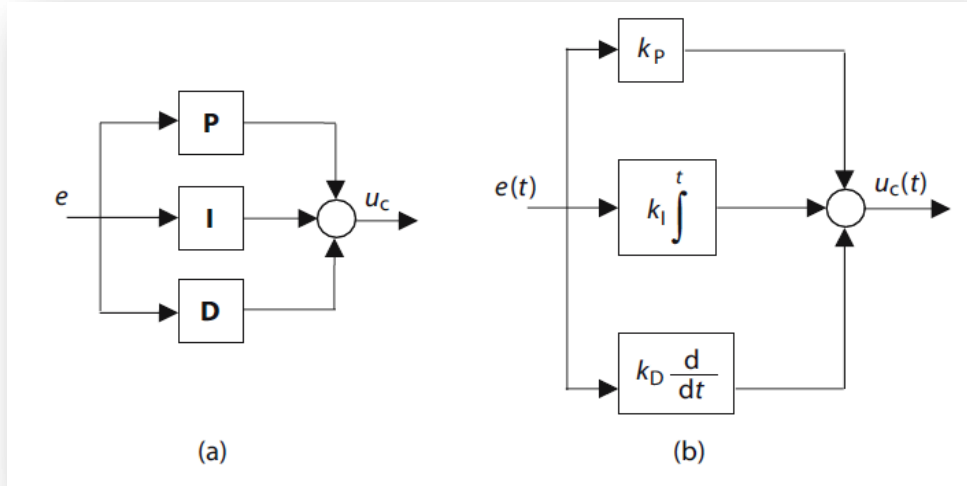 P
e
I
u_c
D
(a)
k_P
e(t)
k_I ∫^t
u_c(t)
k_D d/dt
(b)